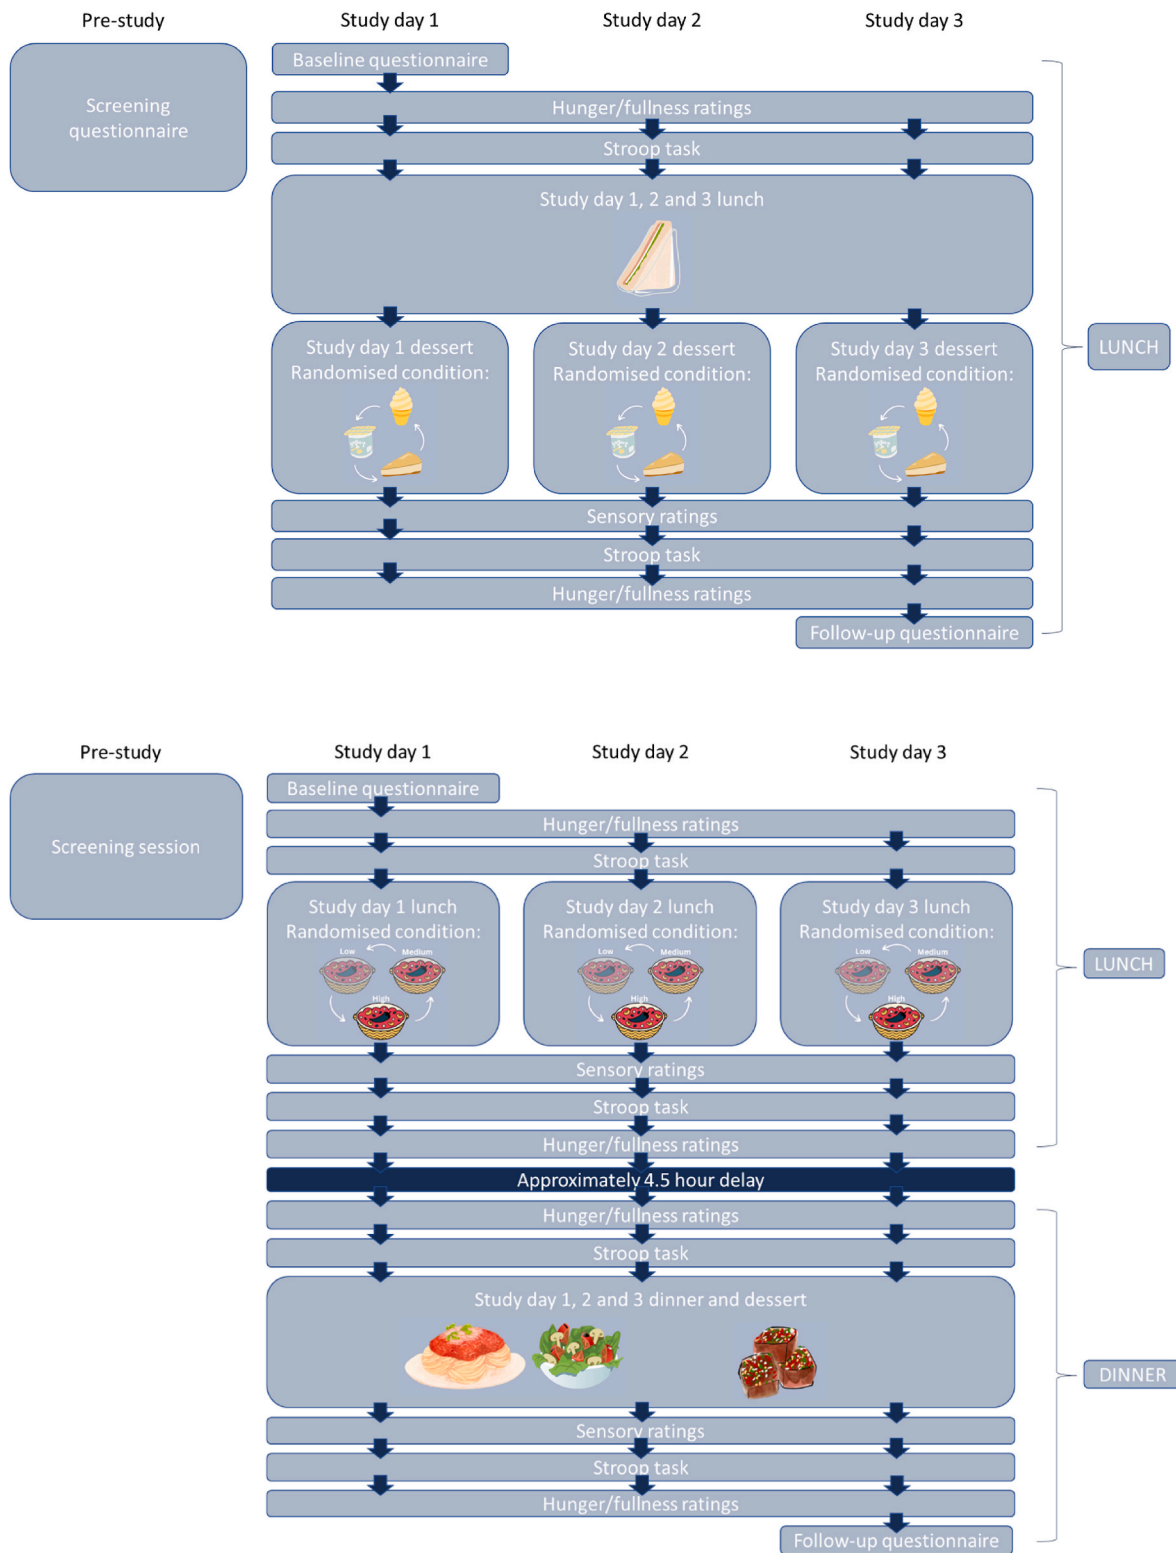 Pre-study
Study day 1
Study day 2
Study day 3
Screening
questionnaire
Baseline questionnaire
Hunger/fullness ratings
Stroop task
Study day 1, 2 and 3 lunch
Study day 1 dessert
Randomised condition:
Study day 2 dessert
Randomised condition:
Study day 3 dessert
Randomised condition:
Sensory ratings
Stroop task
Hunger/fullness ratings
Follow-up questionnaire
LUNCH
Pre-study
Study day 1
Study day 2
Study day 3
Screening session
Baseline questionnaire
Hunger/fullness ratings
Stroop task
Study day 1 lunch
Randomised condition:
Low
Medium
High
Study day 2 lunch
Randomised condition:
Low
Medium
High
Study day 3 lunch
Randomised condition:
Low
Medium
High
Sensory ratings
Stroop task
Hunger/fullness ratings
LUNCH
Approximately 4.5 hour delay
Hunger/fullness ratings
Stroop task
Study day 1, 2 and 3 dinner and dessert
Sensory ratings
Stroop task
Hunger/fullness ratings
Follow-up questionnaire
DINNER